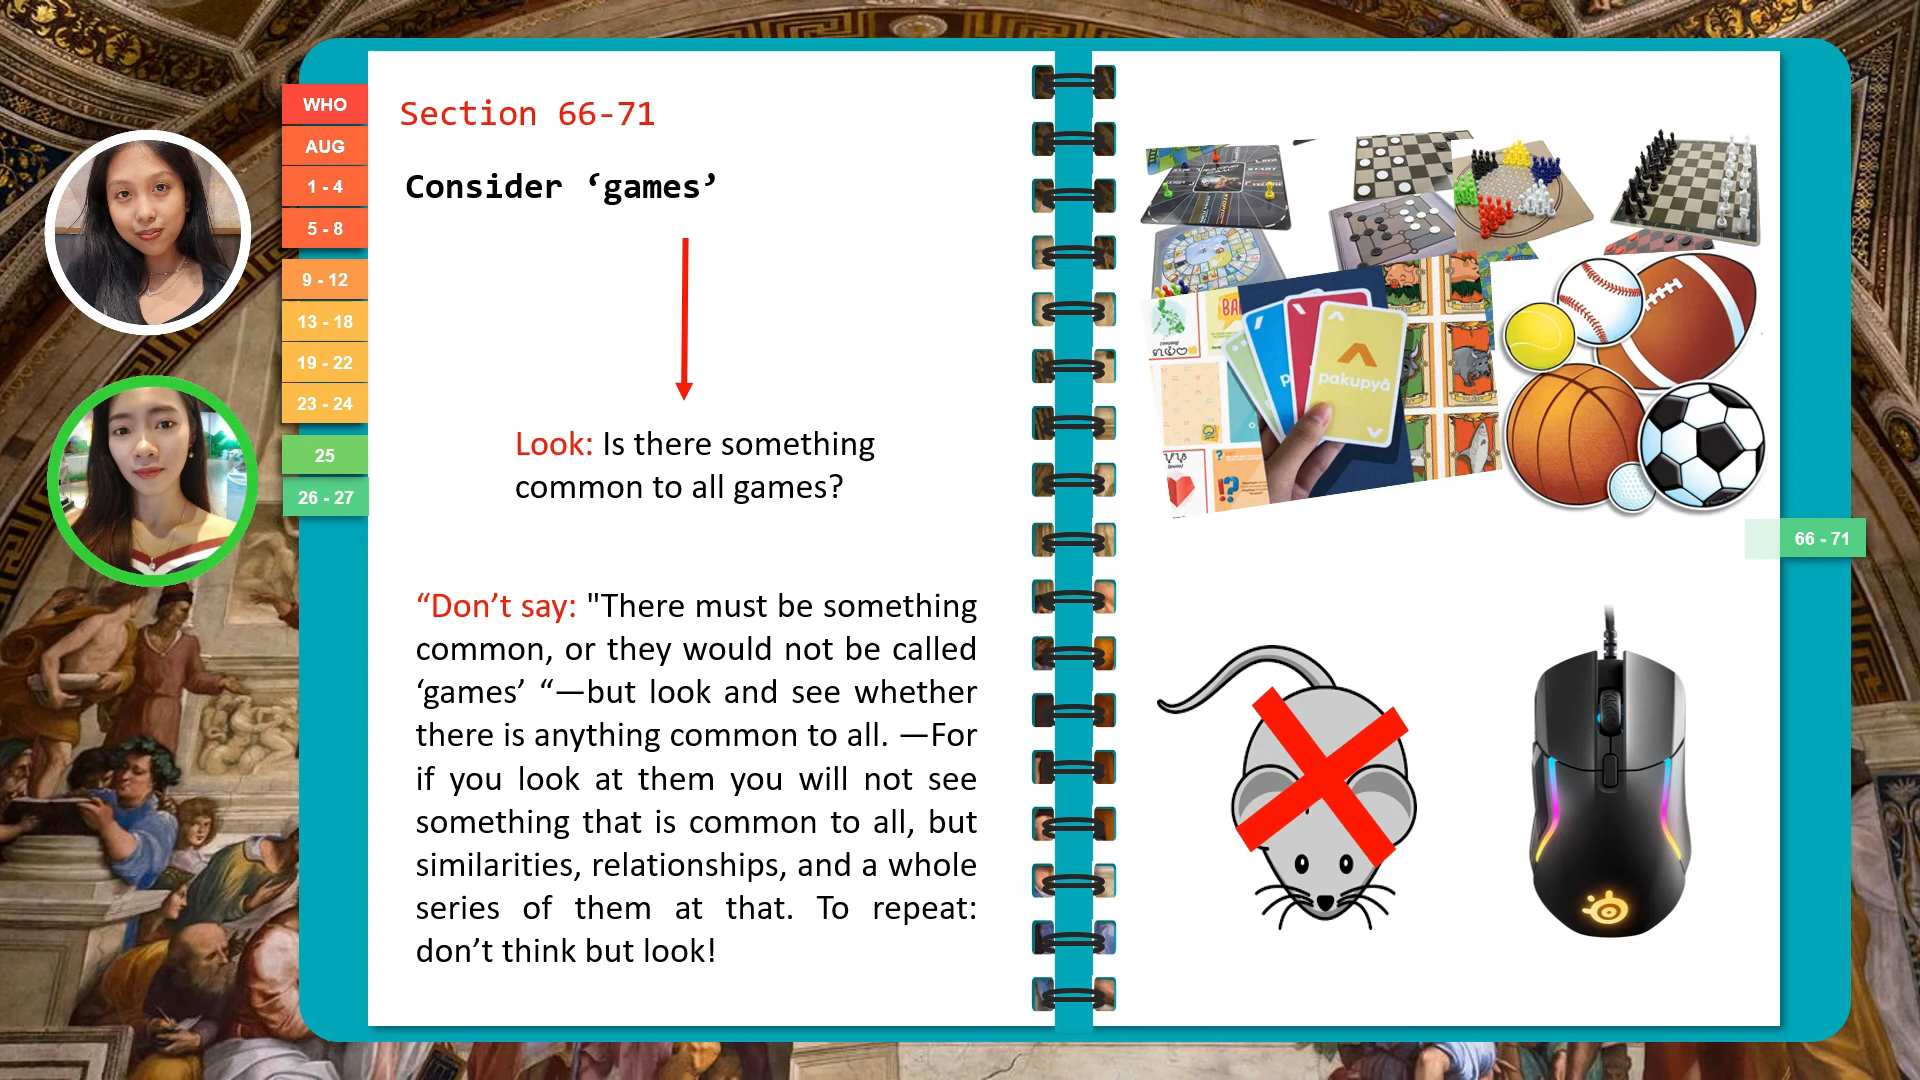 WHO
AUG
1 - 4
5 - 8
9 - 12
13 - 18
19 - 22
23 - 24
25
26 - 27
Section 66-71
Consider ‘games’
Look: Is there something
common to all games?
“Don’t say: "There must be something
common, or they would not be called
‘games’ “—but look and see whether
there is anything common to all. —For
if you look at them you will not see
something that is common to all, but
similarities, relationships, and a whole
series of them at that. To repeat:
don’t think but look!
pakupyâ
66 - 71